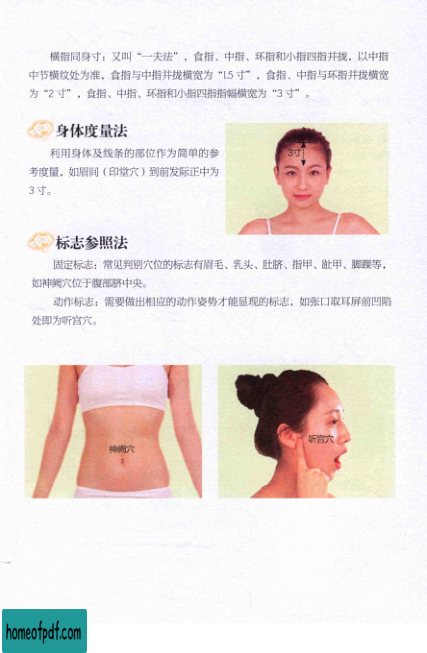 横指同身寸：又叫“一夫法”，食指、中指、环指和小指四指并拢，以中指
中节横纹处为准，食指与中指并拢横宽为“1.5寸”，食指、中指与环指并拢横宽
为“2寸”，食指、中指、环指和小指四指指幅横宽为“3寸”。
身体度量法
利用身体及线条的部位作为简单的参
考度量，如眉间（印堂穴）到前发际正中为
3寸。
3寸
标志参照法
固定标志：常见判别穴位的标志有眉毛、乳头、肚脐、指甲、趾甲、脚踝等，
如神阙穴位于腹部脐中央。
动作标志：需要做出相应的动作姿势才能显现的标志，如张口取耳屏前凹陷
处即为听宫穴。
神阙穴
听宫穴
homeofpdf.com